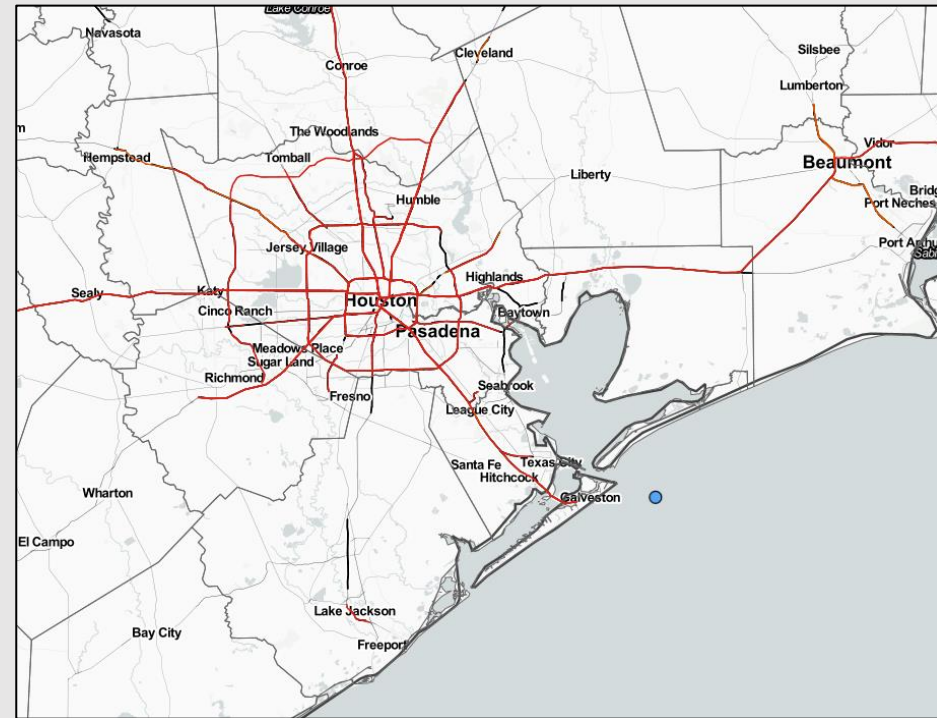 Lake Conroe
Navasota
Conroe
Cleveland
Silsbee
Lumberton
The Woodlands
Hempstead
Tomball
Vidor
Beaumont
Liberty
Humble
Port Neches
Jersey Village
Highlands
Sealy
Katy
Houston
Cinco Ranch
Baytown
Pasadena
Meadows Place
Sugar Land
Richmond
Seabrook
Fresno
League City
Santa Fe
Texas City
Hitchcock
Wharton
Galveston
El Campo
Lake Jackson
Bay City
Freeport